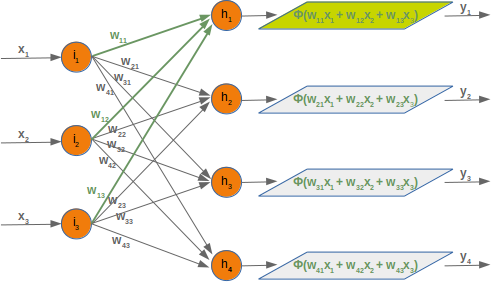 w₁₁ h₁ Φ(w₁₁x₁ + w₁₂x₂ + w₁₃x₃) y₁
x₁ i₁ w₂₁
w₃₁
w₄₁ h₂ Φ(w₂₁x₁ + w₂₂x₂ + w₂₃x₃) y₂
w₁₂
x₂ i₂ w₂₂
w₃₂
w₄₂ h₃ Φ(w₃₁x₁ + w₃₂x₂ + w₃₃x₃) y₃
w₁₃
w₂₃
x₃ i₃ w₃₃
w₄₃
h₄ Φ(w₄₁x₁ + w₄₂x₂ + w₄₃x₃) y₄